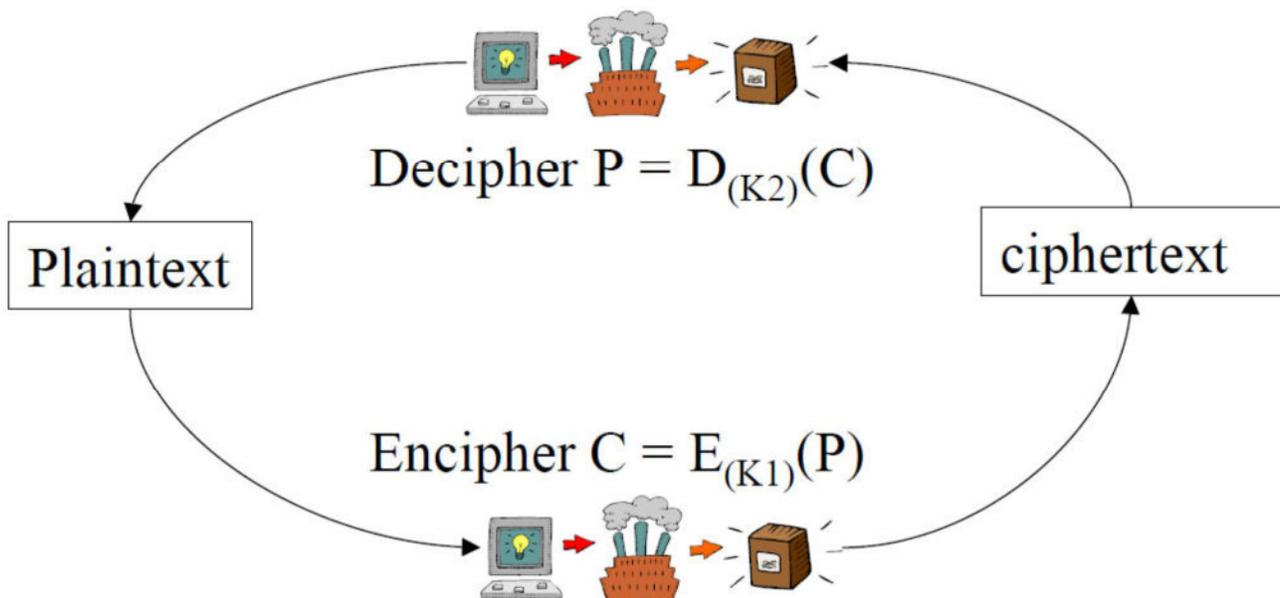 Decipher P = D(K2)(C)
Plaintext
ciphertext
Encipher C = E(K1)(P)